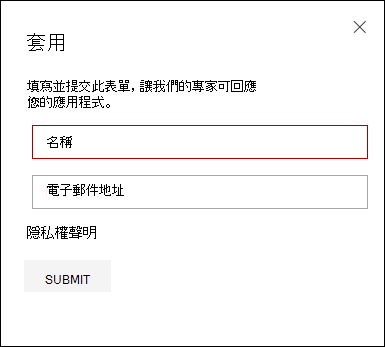 套用
填寫並提交此表單，讓我們的專家可回應
您的應用程式。
名稱
電子郵件地址
隱私權聲明
SUBMIT